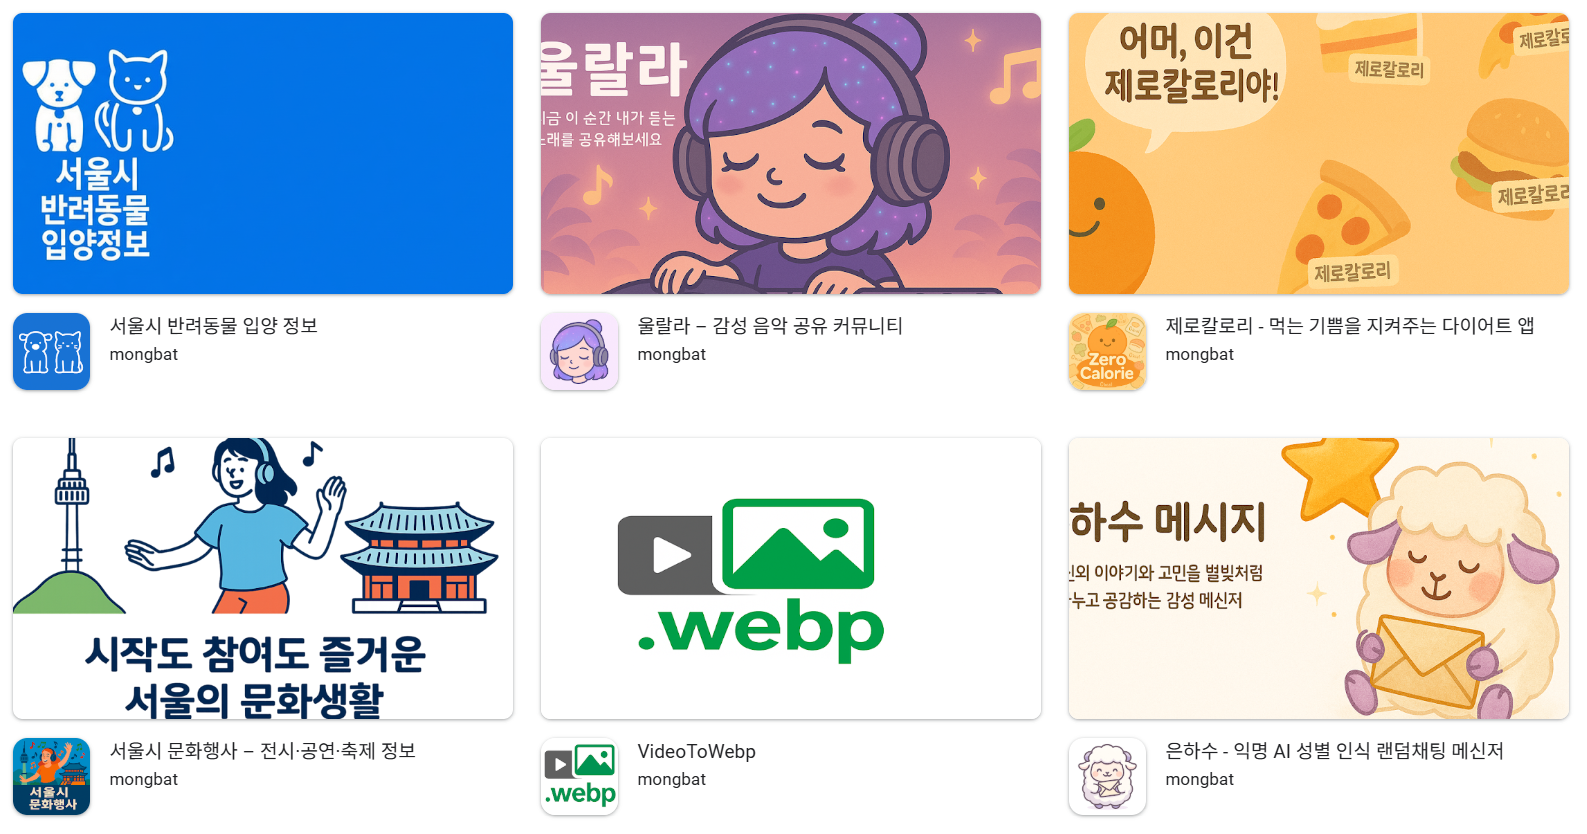 서울시
반려동물
입양정보
울랄라
지금 이 순간 내가 듣는
노래를 공유해보세요
어머, 이건
제로칼로리야!
제로칼로리
제로칼로
제로칼로리
제로칼로리
서울시 반려동물 입양 정보
mongbat
울랄라 – 감성 음악 공유 커뮤니티
mongbat
Zero
Calorie
제로칼로리 - 먹는 기쁨을 지켜주는 다이어트 앱
mongbat
시작도 참여도 즐거운
서울의 문화생활
.webp
하수 메시지
이야기와 고민을 별빛처럼
나누고 공감하는 감성 메신저
서울시
문화행사
서울시 문화행사 – 전시·공연·축제 정보
mongbat
.webp
VideoToWebp
mongbat
은하수 - 익명 AI 성별 인식 랜덤채팅 메신저
mongbat